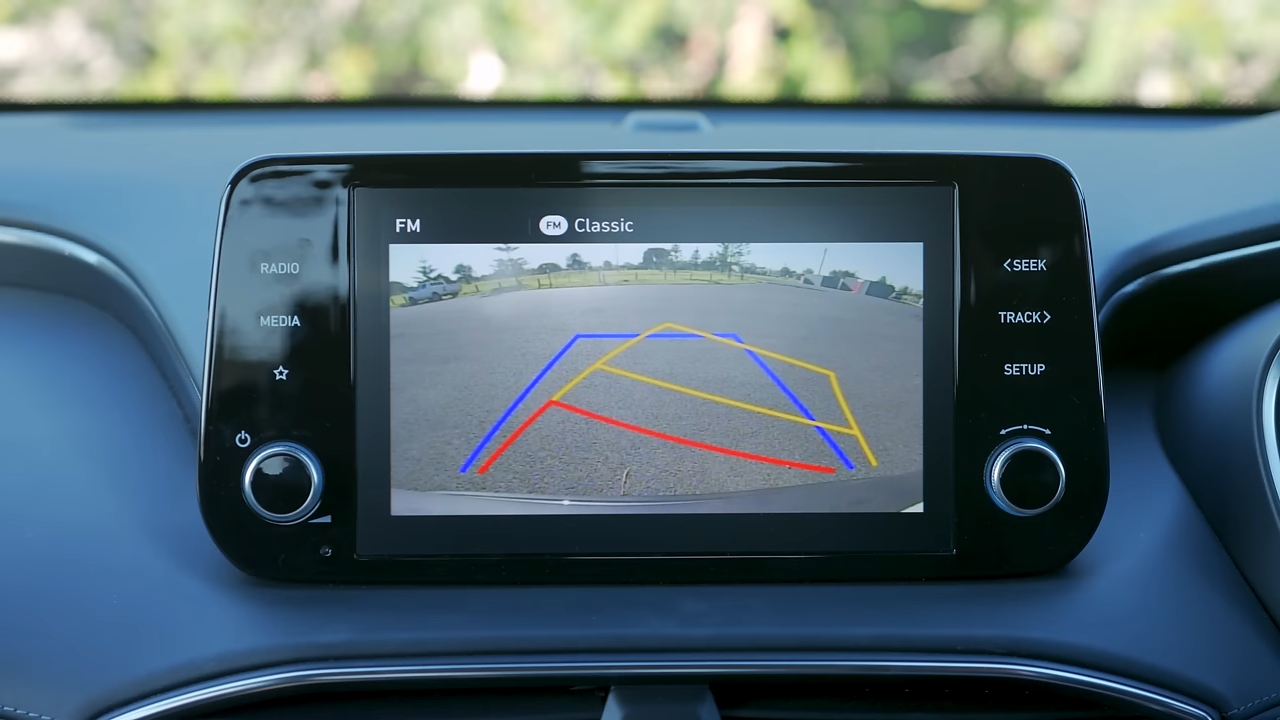 FM
FM Classic
RADIO
MEDIA
<SEEK
TRACK>
SETUP